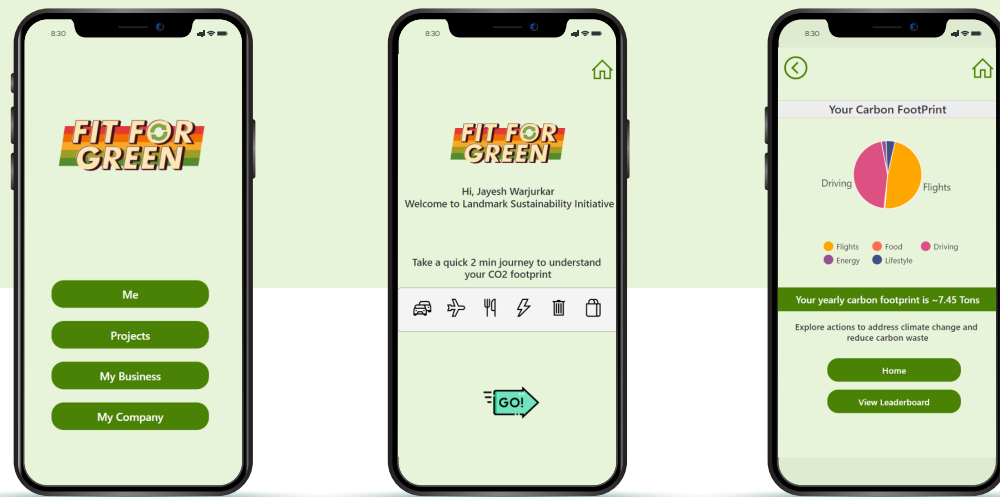 8:30
FIT FOR
GREEN
Me
Projects
My Business
My Company
8:30
FIT FOR
GREEN
Hi, Jayesh Warjurkar
Welcome to Landmark Sustainability Initiative
Take a quick 2 min journey to understand
your CO2 footprint
GO!
8:30
Your Carbon FootPrint
Driving
Flights
Flights
Food
Driving
Energy
Lifestyle
Your yearly carbon footprint is ~7.45 Tons
Explore actions to address climate change and
reduce carbon waste
Home
View Leaderboard